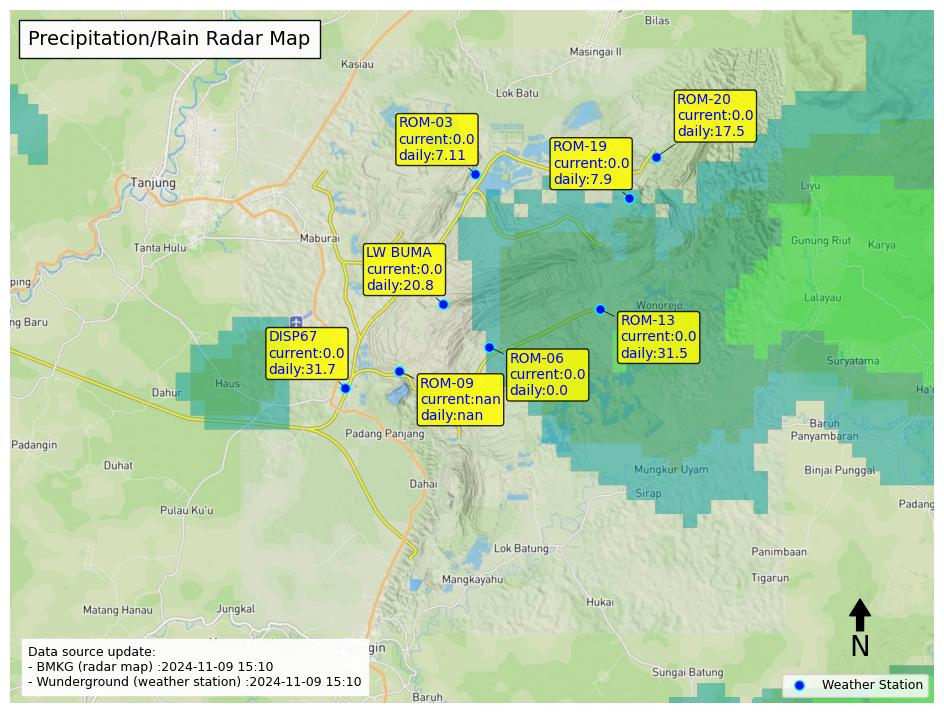 Precipitation/Rain Radar Map
Bilas
Masingai II
Kasiau
Lok Batu
ROM-20
current:0.0
daily:17.5
ROM-03
current:0.0
daily:7.11
ROM-19
current:0.0
daily:7.9
Tanjung
Liyu
Maburai
Tanta Hulu
Gunung Riut
Karya
LW BUMA
current:0.0
daily:20.8
ping
Lalayau
Wonorejo
ng Baru
ROM-13
current:0.0
daily:31.5
DISP67
current:0.0
daily:31.7
ROM-06
current:0.0
daily:0.0
Suryatama
Haus
ROM-09
current:nan
daily:nan
Dahur
Ha'
Baruh
Panyambaran
Padang Panjang
Padangin
Duhat
Mungkur Uyam
Binjai Punggal
Dahai
Sirap
Pulau Ku'u
Padang
Lok Batung
Panimbaan
Mangkayahu
Tigarun
Matang Hanau
Jungkal
Hukai
N
Data source update:
- BMKG (radar map) :2024-11-09 15:10
- Wunderground (weather station) :2024-11-09 15:10
Sungai Batung
Weather Station
Baruh